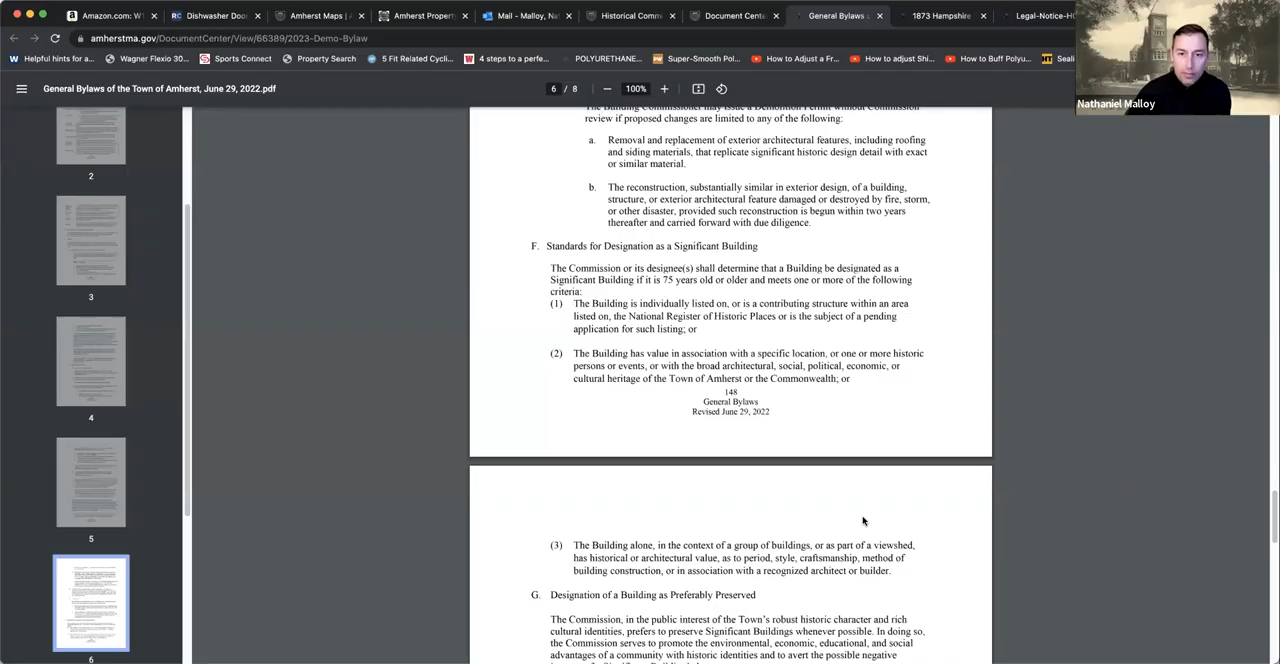 Amazon.com: W
Dishwasher Doo
Amherst Maps |
Amherst Propert
Mail - Malloy, Na
Historical Comm
Document Cente
General Bylaws o
1873 Hampshire
Legal-Notice-HC
amherstma.gov/DocumentCenter/View/66389/2023-Demo-Bylaw
Helpful hints for a...
Wagner Flexio 30...
Sports Connect
Property Search
5 Fit Related Cycli...
4 steps to a perfe...
POLYURETHANE...
Super-Smooth Pol...
How to Adjust a Fr...
How to adjust Shi...
How to Buff Polyu...
Seali
General Bylaws of the Town of Amherst, June 29, 2022.pdf
6 / 8
100%
Nathaniel Malloy
2
3
4
5
6
The Building Commissioner may issue a Demolition Permit without Commission
review if proposed changes are limited to any of the following:
a. Removal and replacement of exterior architectural features, including roofing
and siding materials, that replicate significant historic design detail with exact
or similar material.
b. The reconstruction, substantially similar in exterior design, of a building,
structure, or exterior architectural feature damaged or destroyed by fire, storm,
or other disaster, provided such reconstruction is begun within two years
thereafter and carried forward with due diligence.
F. Standards for Designation as a Significant Building
The Commission or its designee(s) shall determine that a Building be designated as a
Significant Building if it is 75 years old or older and meets one or more of the following
criteria:
(1) The Building is individually listed on, or is a contributing structure within an area
listed on, the National Register of Historic Places or is the subject of a pending
application for such listing; or
(2) The Building has value in association with a specific location, or one or more historic
persons or events, or with the broad architectural, social, political, economic, or
cultural heritage of the Town of Amherst or the Commonwealth; or
148
General Bylaws
Revised June 29, 2022
(3) The Building alone, in the context of a group of buildings, or as part of a viewshed,
has historical or architectural value, as to period, style, craftsmanship, method of
building construction, or in association with a recognized architect or builder.
G. Designation of a Building as Preferably Preserved
The Commission, in the public interest of the Town's robust historic character and rich
cultural identities, prefers to preserve Significant Buildings whenever possible. In doing so,
the Commission serves to promote the environmental, economic, educational, and social
advantages of a community with historic identities and to avert the possible negative